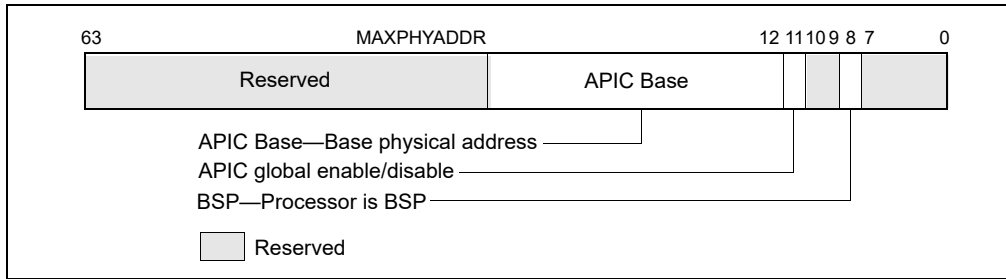 63 MAXPHYADDR 12 11 10 9 8 7 0
Reserved APIC Base
APIC Base—Base physical address
APIC global enable/disable
BSP—Processor is BSP
Reserved